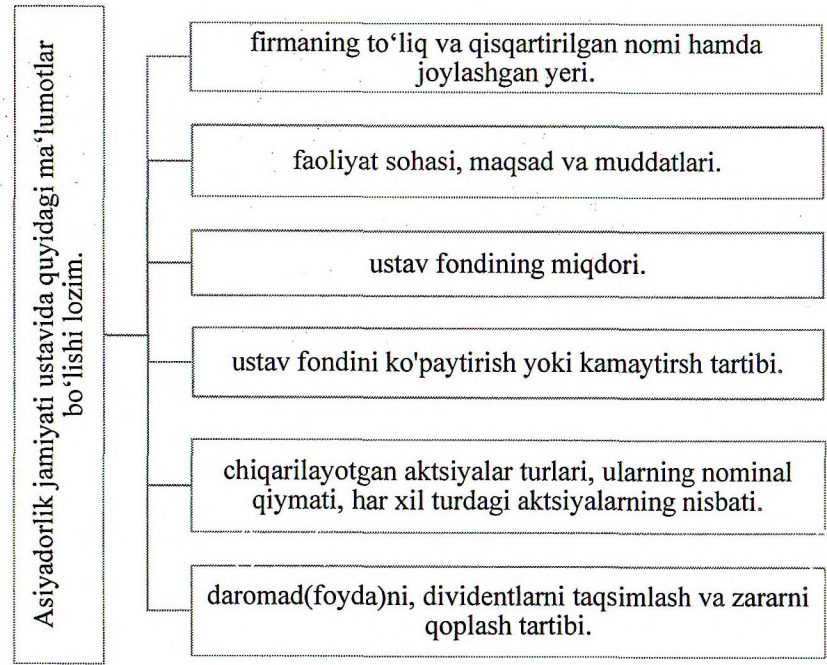 Asiyadorlik jamiyati ustavida quyidagi ma‘lumotlar
bo‘lishi lozim.
firmaning to‘liq va qisqartirilgan nomi hamda
joylashgan yeri.
faoliyat sohasi, maqsad va muddatlari.
ustav fondining miqdori.
ustav fondini ko'paytirish yoki kamaytirsh tartibi.
chiqarilayotgan aktsiyalar turlari, ularning nominal
qiymati, har xil turdagi aktsiyalarning nisbati.
daromad(foyda)ni, dividentlarni taqsimlash va zararni
qoplash tartibi.